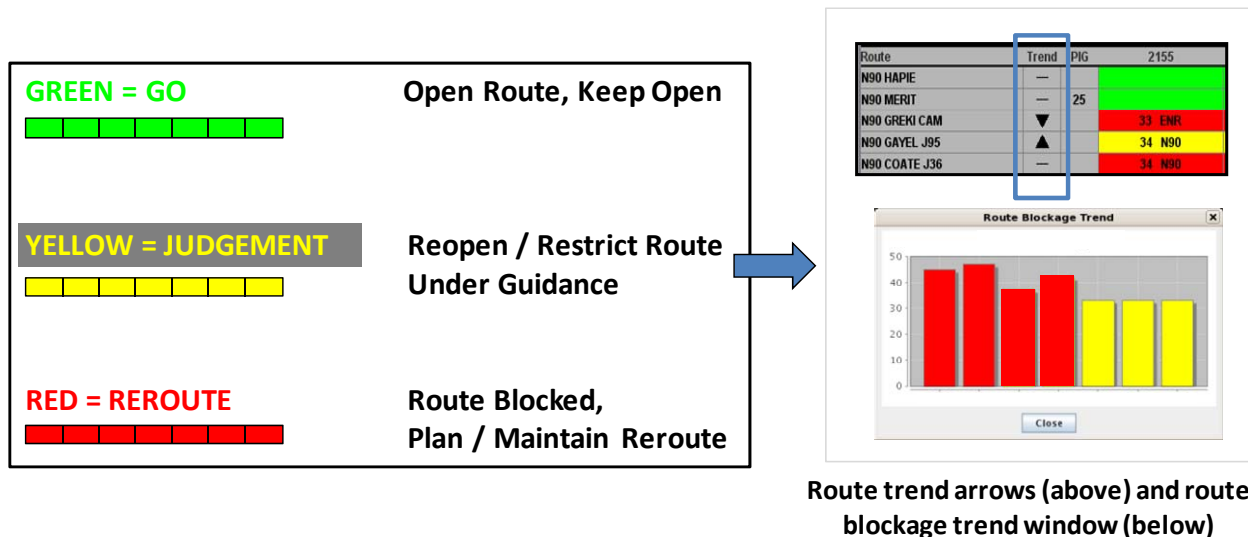 GREEN = GO
Open Route, Keep Open
YELLOW = JUDGEMENT
Reopen / Restrict Route
Under Guidance
RED = REROUTE
Route Blocked,
Plan / Maintain Reroute
Route Trend PIG 2155
N90 HAPIE —
N90 MERIT — 25
N90 GREKI CAM ▼ 33 ENR
N90 GAYEL J95 ▲ 34 N90
N90 COATE J36 — 34 N90
Route Blockage Trend
50
40
30
20
10
0
Close
Route trend arrows (above) and route
blockage trend window (below)